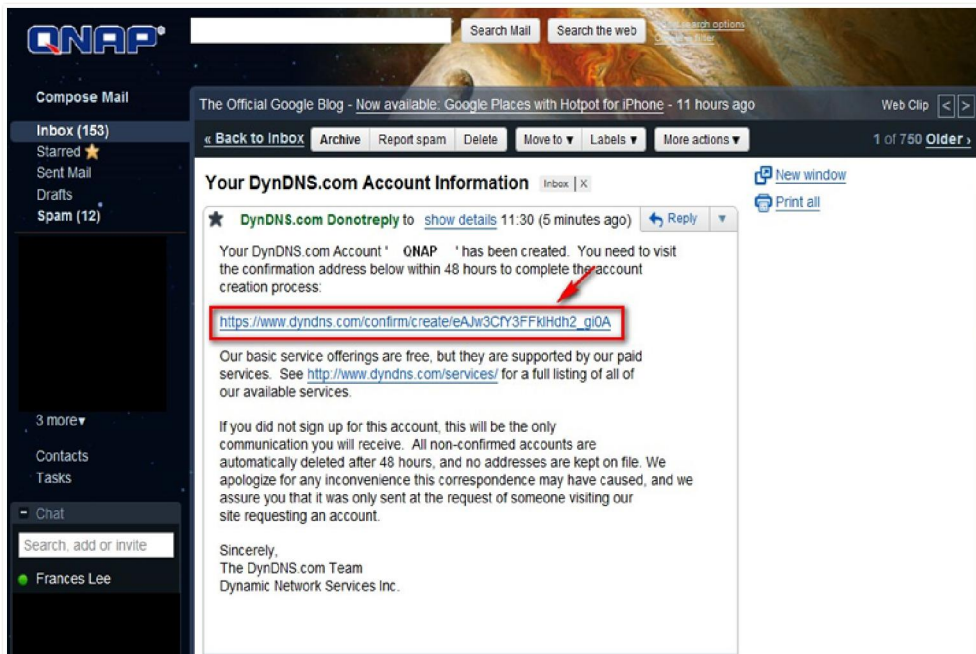 QNAP
Search Mail Search the web
search options
filter
Compose Mail
The Official Google Blog - Now available: Google Places with Hotpot for iPhone - 11 hours ago Web Clip < >
Inbox (153)
Starred
Sent Mail
Drafts
Spam (12)
« Back to Inbox Archive Report spam Delete Move to ▼ Labels ▼ More actions ▼ 1 of 750 Older ›
Your DynDNS.com Account Information Inbox | X
New window
Print all
DynDNS.com Donotreply to show details 11:30 (5 minutes ago) Reply ▼
Your DynDNS.com Account ' QNAP ' has been created. You need to visit
the confirmation address below within 48 hours to complete the account
creation process:
https://www.dyndns.com/confirm/create/eAJw3CfY3FFklHdh2_gi0A
Our basic service offerings are free, but they are supported by our paid
services. See http://www.dyndns.com/services/ for a full listing of all of
our available services.
If you did not sign up for this account, this will be the only
communication you will receive. All non-confirmed accounts are
automatically deleted after 48 hours, and no addresses are kept on file. We
apologize for any inconvenience this correspondence may have caused, and we
assure you that it was only sent at the request of someone visiting our
site requesting an account.
Sincerely,
The DynDNS.com Team
Dynamic Network Services Inc.
3 more▼
Contacts
Tasks
- Chat
Search, add or invite
Frances Lee